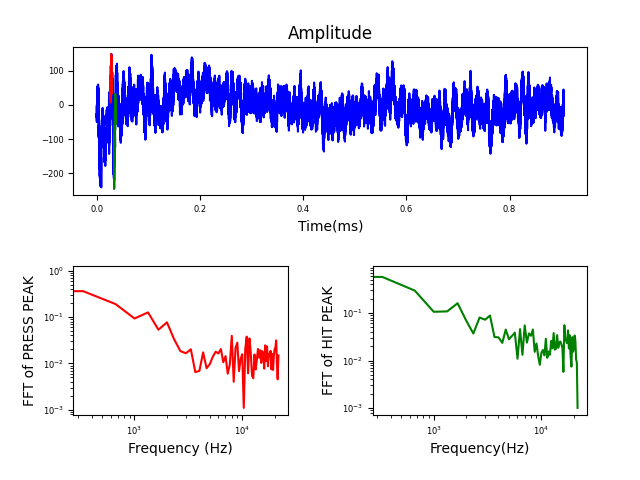 Amplitude
100
0
−100
−200
0.0 0.2 0.4 0.6 0.8
Time(ms)
FFT of PRESS PEAK
10⁰
10⁻¹
10⁻²
10⁻³
10³ 10⁴
Frequency (Hz)
FFT of HIT PEAK
10⁻¹
10⁻²
10⁻³
10³ 10⁴
Frequency(Hz)